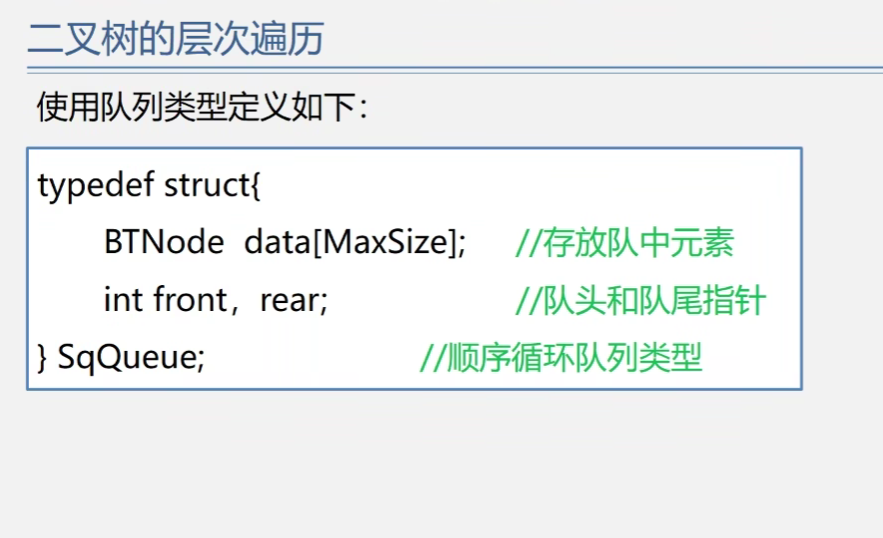 二叉树的层次遍历
使用队列类型定义如下：
typedef struct{
BTNode data[MaxSize]; //存放队中元素
int front，rear; //队头和队尾指针
} SqQueue; //顺序循环队列类型